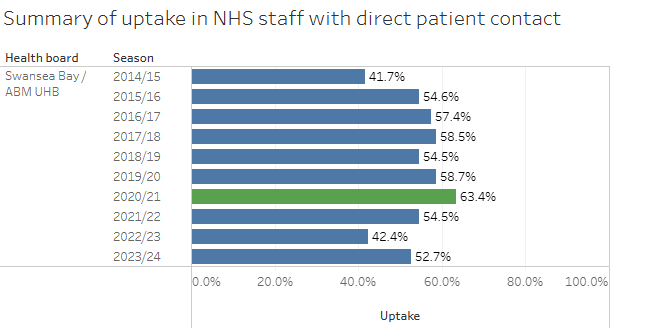 Summary of uptake in NHS staff with direct patient contact
Health board Season
Swansea Bay / 2014/15 41.7%
ABM UHB 2015/16 54.6%
2016/17 57.4%
2017/18 58.5%
2018/19 54.5%
2019/20 58.7%
2020/21 63.4%
2021/22 54.5%
2022/23 42.4%
2023/24 52.7%
0.0% 20.0% 40.0% 60.0% 80.0% 100.0%
Uptake